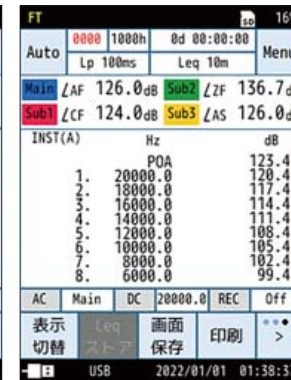 FT SD 16
Auto 0000 1000h 0d 00:00:00 Menu
Lp 100ms Leq 10m
Main ∠AF 126.0dB Sub2 ∠ZF 136.7d
Sub1 ∠CF 124.0dB Sub3 ∠AS 126.0d
INST(A) Hz dB
POA 123.4
1. 20000.0 120.4
2. 18000.0 117.4
3. 16000.0 114.4
4. 14000.0 111.4
5. 12000.0 108.4
6. 10000.0 105.4
7. 8000.0 102.4
8. 6000.0 99.4
AC Main DC 20000.0 REC Off
表示 Leq 画面 印刷 >
切替 ストア 保存
USB 2022/01/01 01:38:3